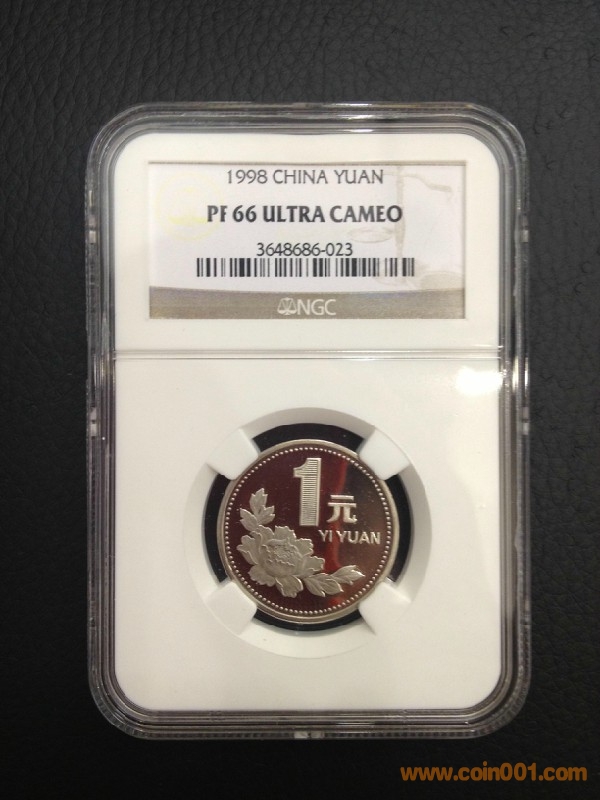 1998 CHINA YUAN
PF 66 ULTRA CAMEO
3648686-023
NGC
1元
YI YUAN
www.coin001.com